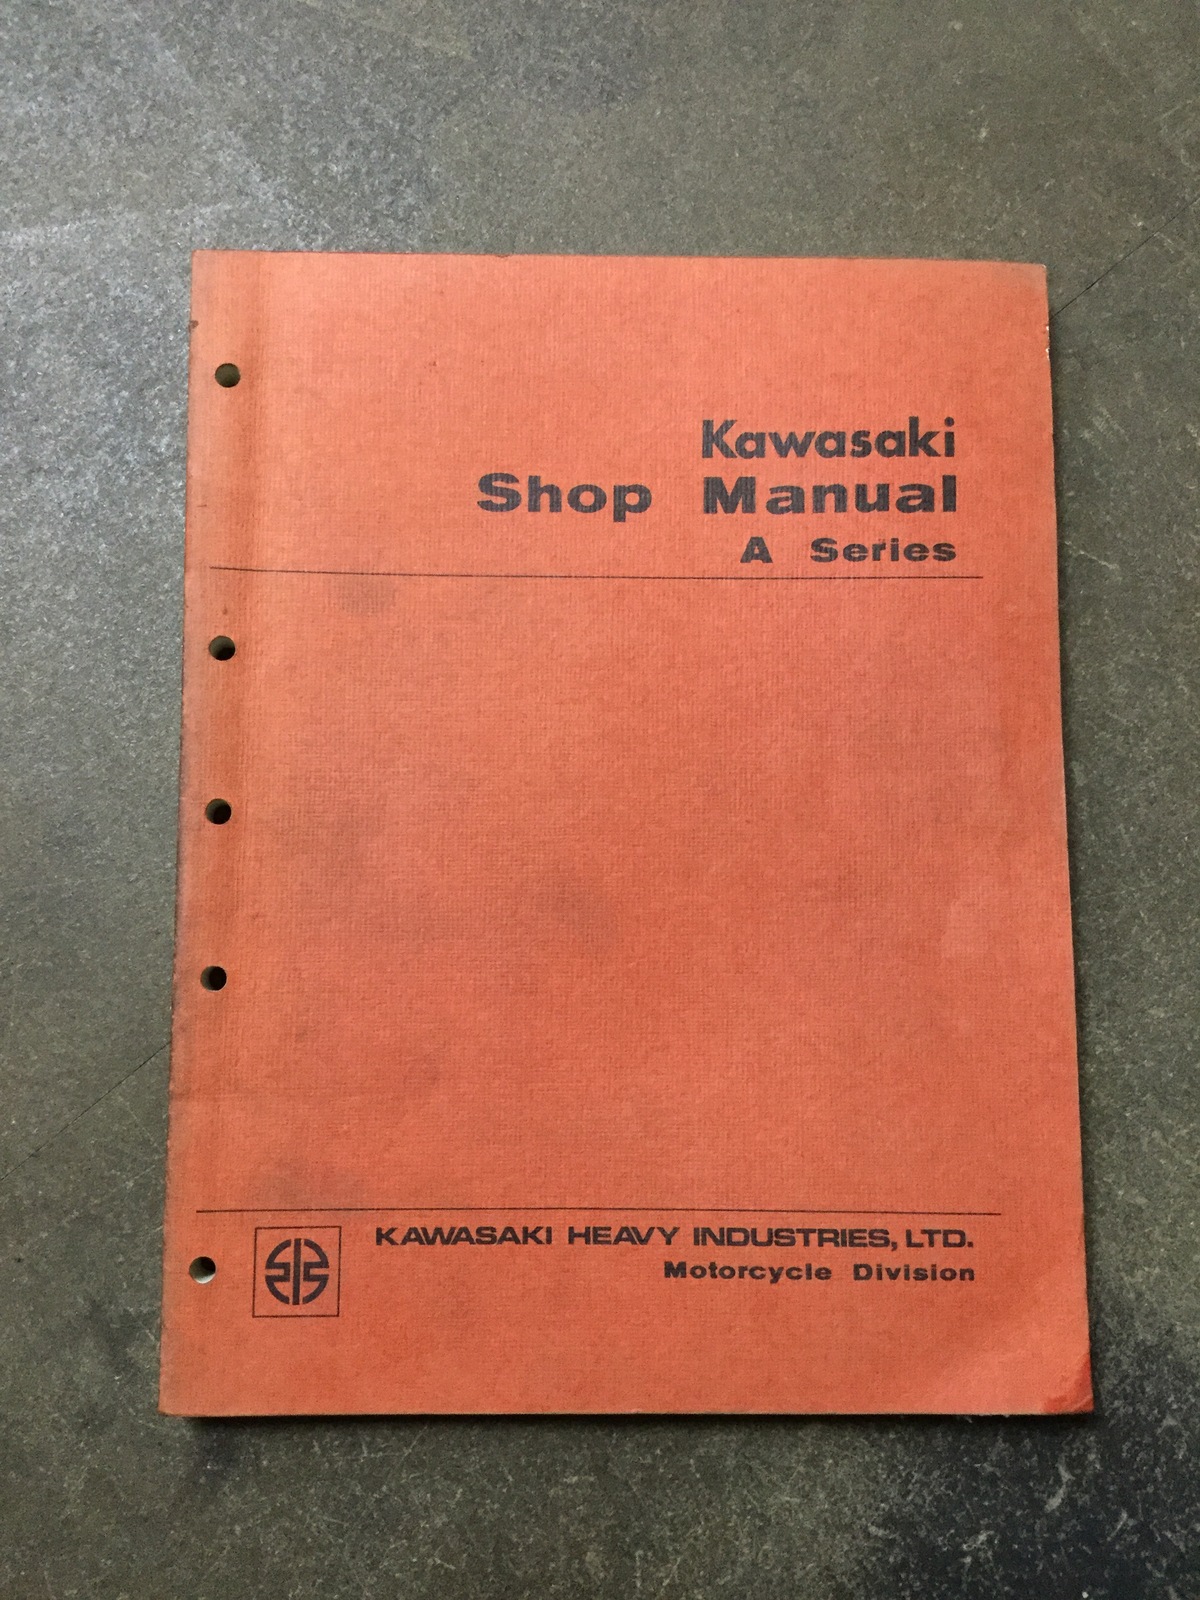 Kawasaki
Shop Manual
A Series
KAWASAKI HEAVY INDUSTRIES, LTD.
Motorcycle Division